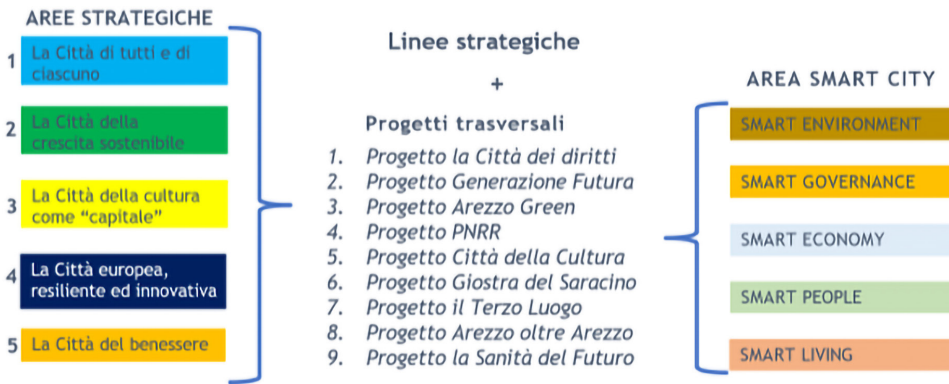 AREE STRATEGICHE
1 La Città di tutti e di
ciascuno
2 La Città della
crescita sostenibile
3 La Città della cultura
come “capitale”
4 La Città europea,
resiliente ed innovativa
5 La Città del benessere
Linee strategiche
+
Progetti trasversali
1. Progetto la Città dei diritti
2. Progetto Generazione Futura
3. Progetto Arezzo Green
4. Progetto PNRR
5. Progetto Città della Cultura
6. Progetto Giostra del Saracino
7. Progetto il Terzo Luogo
8. Progetto Arezzo oltre Arezzo
9. Progetto la Sanità del Futuro
AREA SMART CITY
SMART ENVIRONMENT
SMART GOVERNANCE
SMART ECONOMY
SMART PEOPLE
SMART LIVING